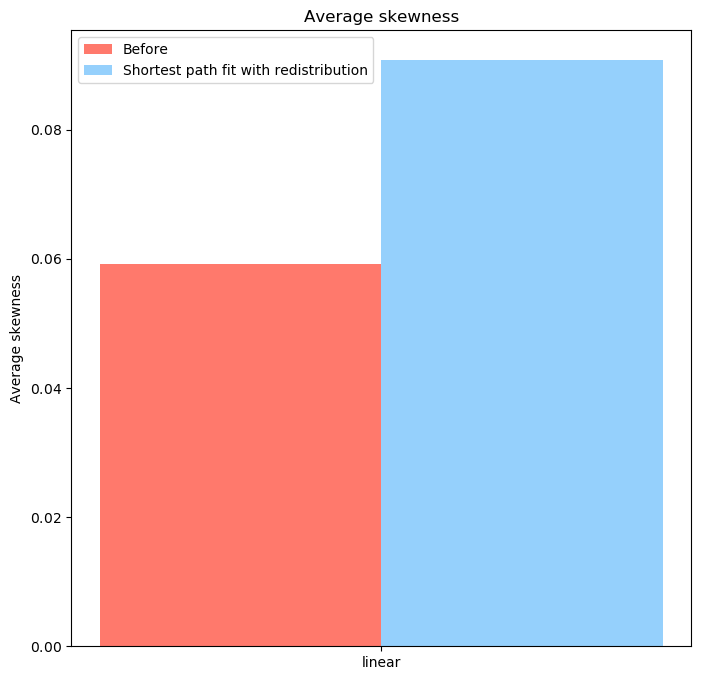 Average skewness
Before
Shortest path fit with redistribution
0.08
0.06
0.04
0.02
0.00
Average skewness
linear